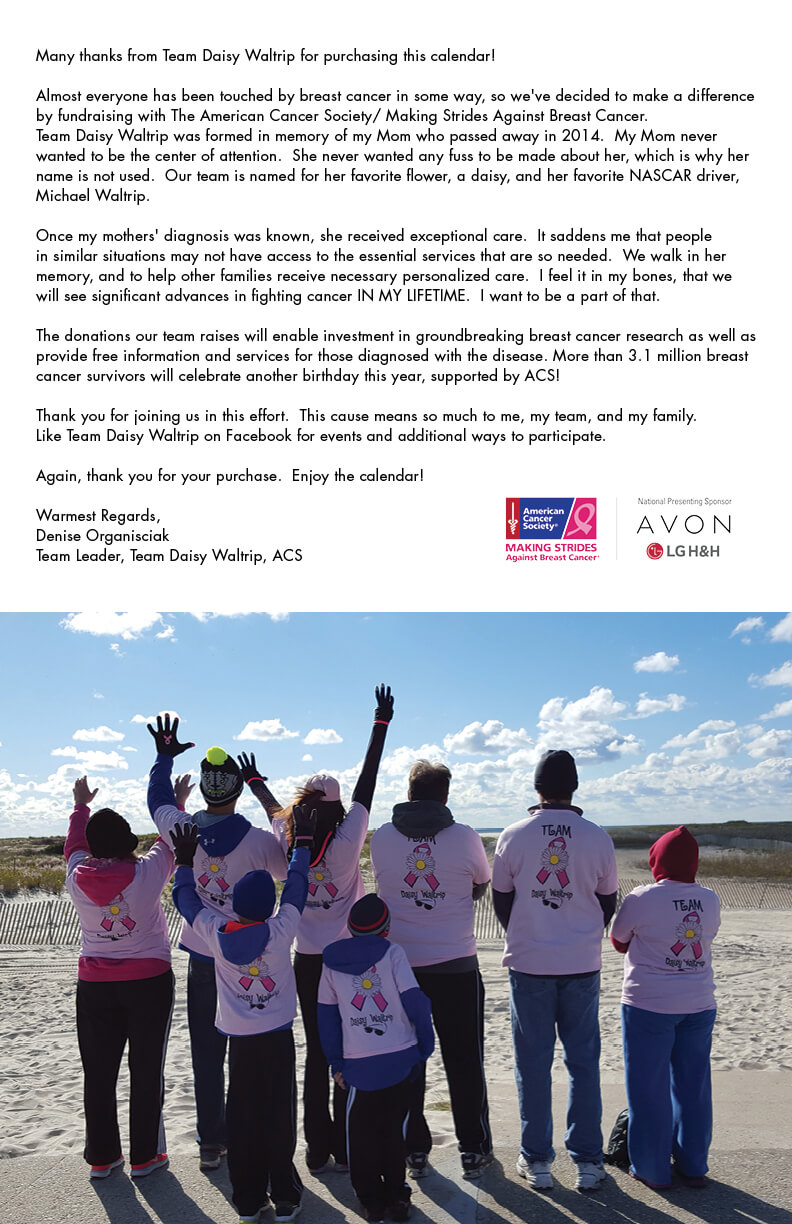 Many thanks from Team Daisy Waltrip for purchasing this calendar!
Almost everyone has been touched by breast cancer in some way, so we've decided to make a difference
by fundraising with The American Cancer Society/ Making Strides Against Breast Cancer.
Team Daisy Waltrip was formed in memory of my Mom who passed away in 2014.  My Mom never
wanted to be the center of attention.  She never wanted any fuss to be made about her, which is why her
name is not used.  Our team is named for her favorite flower, a daisy, and her favorite NASCAR driver,
Michael Waltrip.
Once my mothers' diagnosis was known, she received exceptional care.  It saddens me that people
in similar situations may not have access to the essential services that are so needed.  We walk in her
memory, and to help other families receive necessary personalized care.  I feel it in my bones, that we
will see significant advances in fighting cancer IN MY LIFETIME.  I want to be a part of that.
The donations our team raises will enable investment in groundbreaking breast cancer research as well as
provide free information and services for those diagnosed with the disease. More than 3.1 million breast
cancer survivors will celebrate another birthday this year, supported by ACS!
Thank you for joining us in this effort.  This cause means so much to me, my team, and my family.
Like Team Daisy Waltrip on Facebook for events and additional ways to participate.
Again, thank you for your purchase.  Enjoy the calendar!
Warmest Regards,
Denise Organisciak
Team Leader, Team Daisy Waltrip, ACS
American
Cancer
Society®
MAKING STRIDES
Against Breast Cancer
National Presenting Sponsor
AVON
LG H&H
TEAM
Daisy Waltrip
TEAM
Daisy Waltrip
TEAM
Daisy Waltrip
Daisy Waltrip
Daisy Waltrip